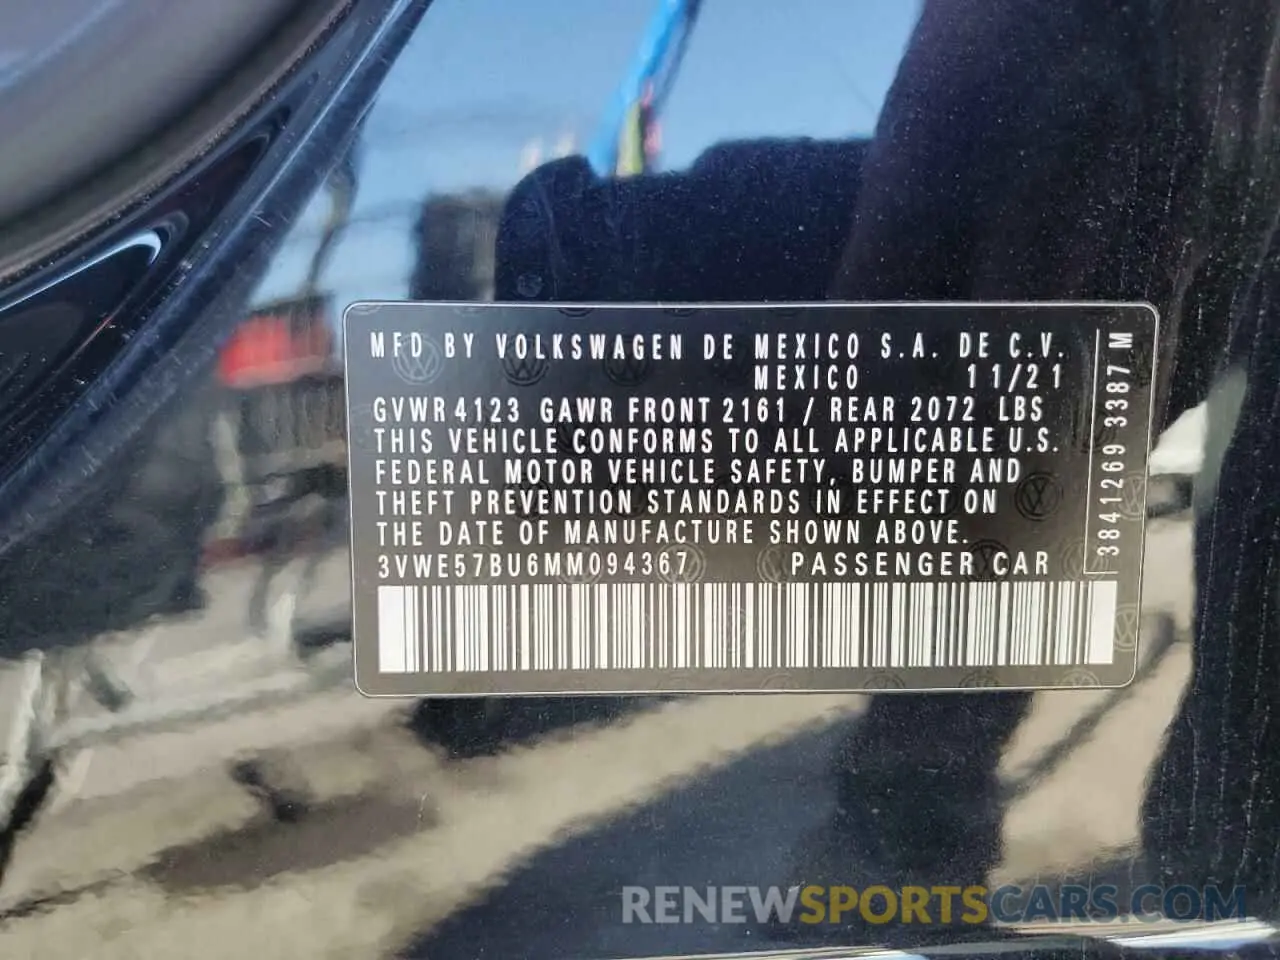 MFD BY VOLKSWAGEN DE MEXICO S.A. DE C.V.
MEXICO 11/21
GVWR 4123 GAWR FRONT 2161 / REAR 2072 LBS
THIS VEHICLE CONFORMS TO ALL APPLICABLE U.S.
FEDERAL MOTOR VEHICLE SAFETY, BUMPER AND
THEFT PREVENTION STANDARDS IN EFFECT ON
THE DATE OF MANUFACTURE SHOWN ABOVE.
3VWE57BU6MM094367 PASSENGER CAR
3841269 3387 M
RENEWSPORTSCARS.COM